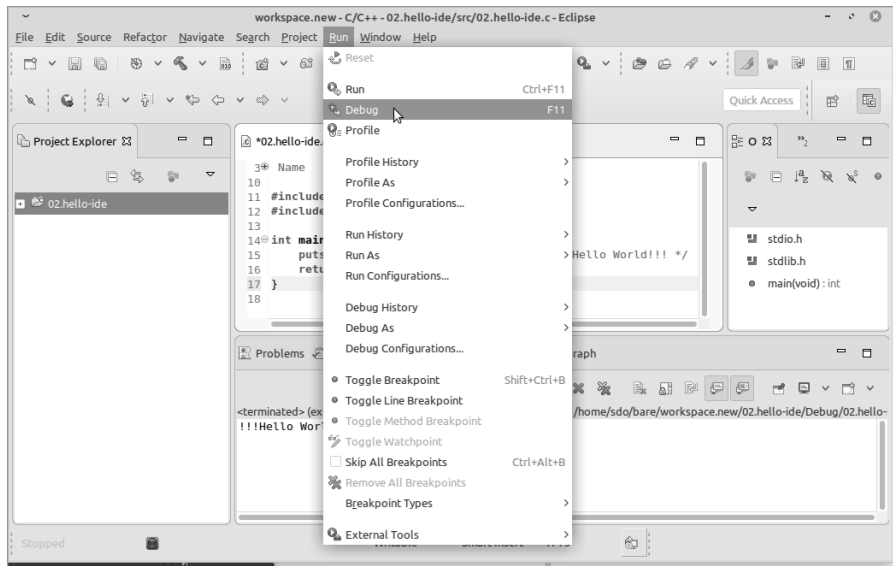 workspace.new - C/C++ - 02.hello-ide/src/02.hello-ide.c - Eclipse
File Edit Source Refactor Navigate Search Project Run Window Help
Reset
Run Ctrl+F11
Debug F11
Profile
Profile History
Profile As
Profile Configurations...
Run History
Run As
Run Configurations...
Debug History
Debug As
Debug Configurations...
Toggle Breakpoint Shift+Ctrl+B
Toggle Line Breakpoint
Toggle Method Breakpoint
Toggle Watchpoint
Skip All Breakpoints Ctrl+Alt+B
Remove All Breakpoints
Breakpoint Types
External Tools
Quick Access
Project Explorer
02.hello-ide
*02.hello-ide.
3 Name
10
11 #include
12 #include
13
14 int main
15 puts Hello World!!! */
16 retu
17 }
18
O
stdio.h
stdlib.h
main(void) : int
Problems raph
<terminated> (ex /home/sdo/bare/workspace.new/02.hello-ide/Debug/02.hello-
!!!Hello Wor
Stopped